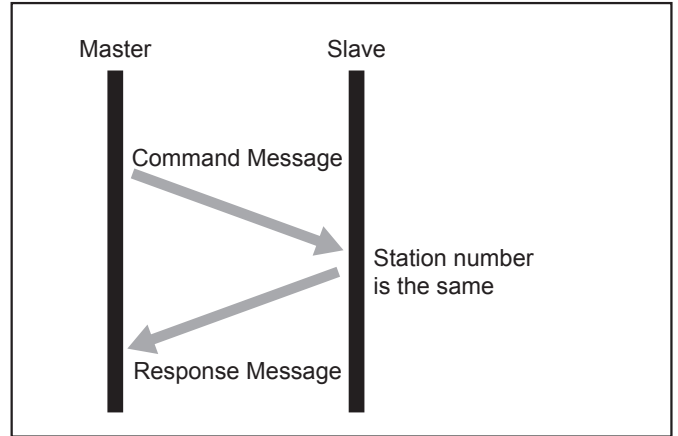 Master
Slave
Command Message
Station number
is the same
Response Message